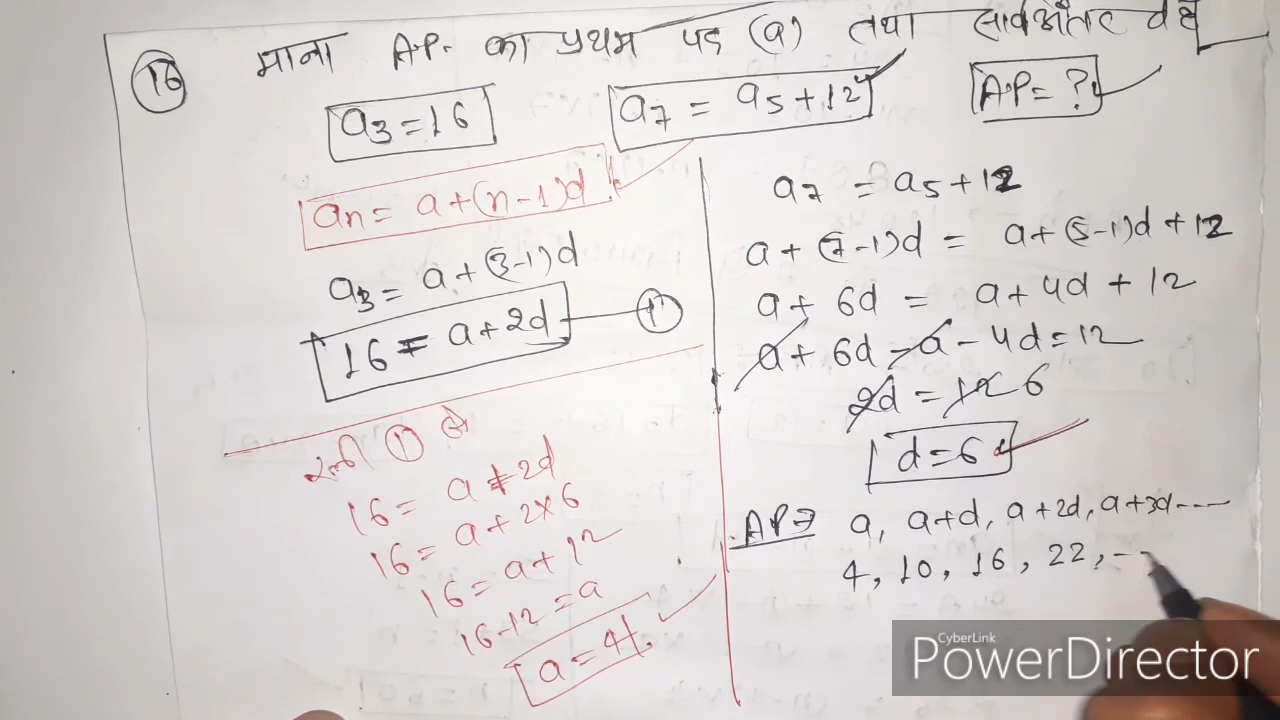 16 माना A.P. का प्रथम पद (a) तथा सार्वअंतर d है
a₃=16
a₇ = a₅+12
A.P=?
aₙ = a+(n-1)d
a₃ = a+(3-1)d
16 = a+2d ①
① से
16 = a+2d
16 = a+2×6
16 = a+12
16-12=a
a=4
a₇ = a₅+12
a+(7-1)d = a+(5-1)d+12
a+ 6d = a+4d+12
a+ 6d-a-4d=12
2d = 12 6
d=6
AP⇒ a, a+d, a+2d, a+3d----
4, 10, 16, 22, --
CyberLink
PowerDirector